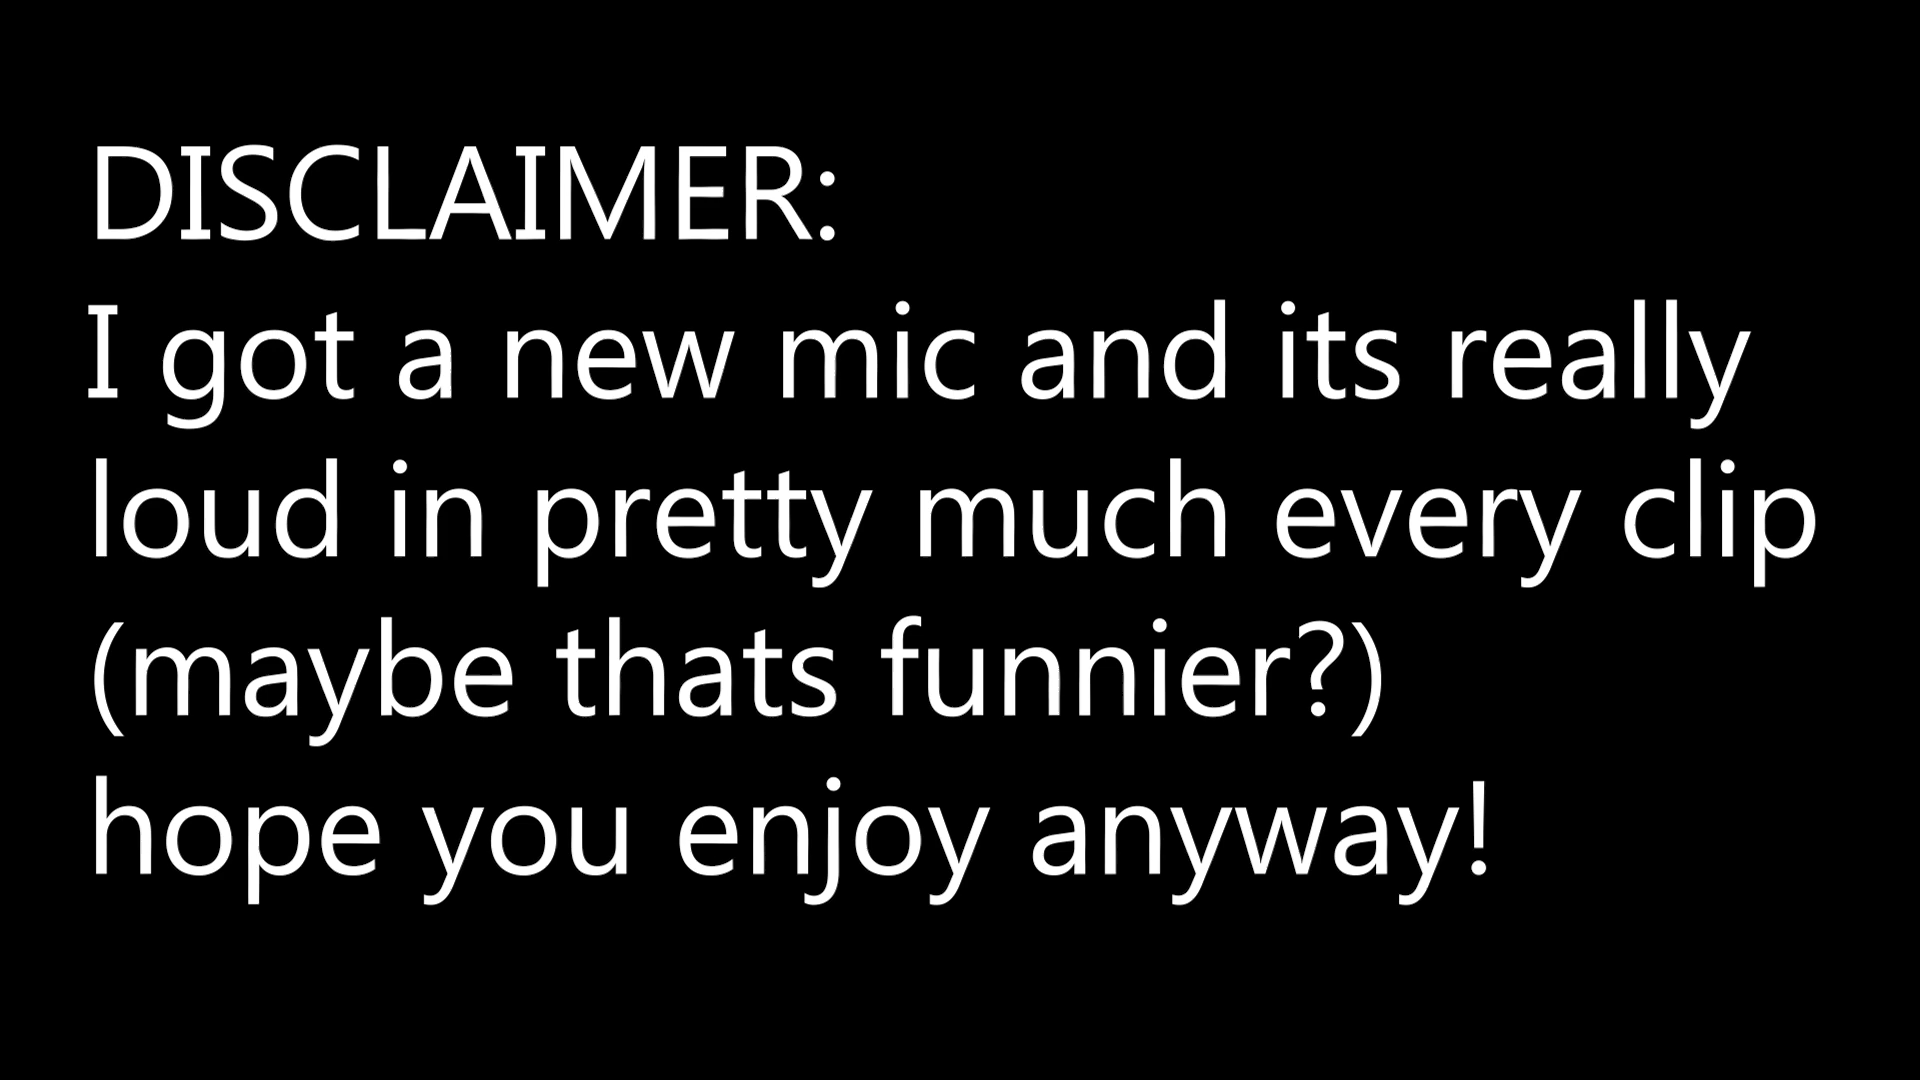 DISCLAIMER:
I got a new mic and its really
loud in pretty much every clip
(maybe thats funnier?)
hope you enjoy anyway!